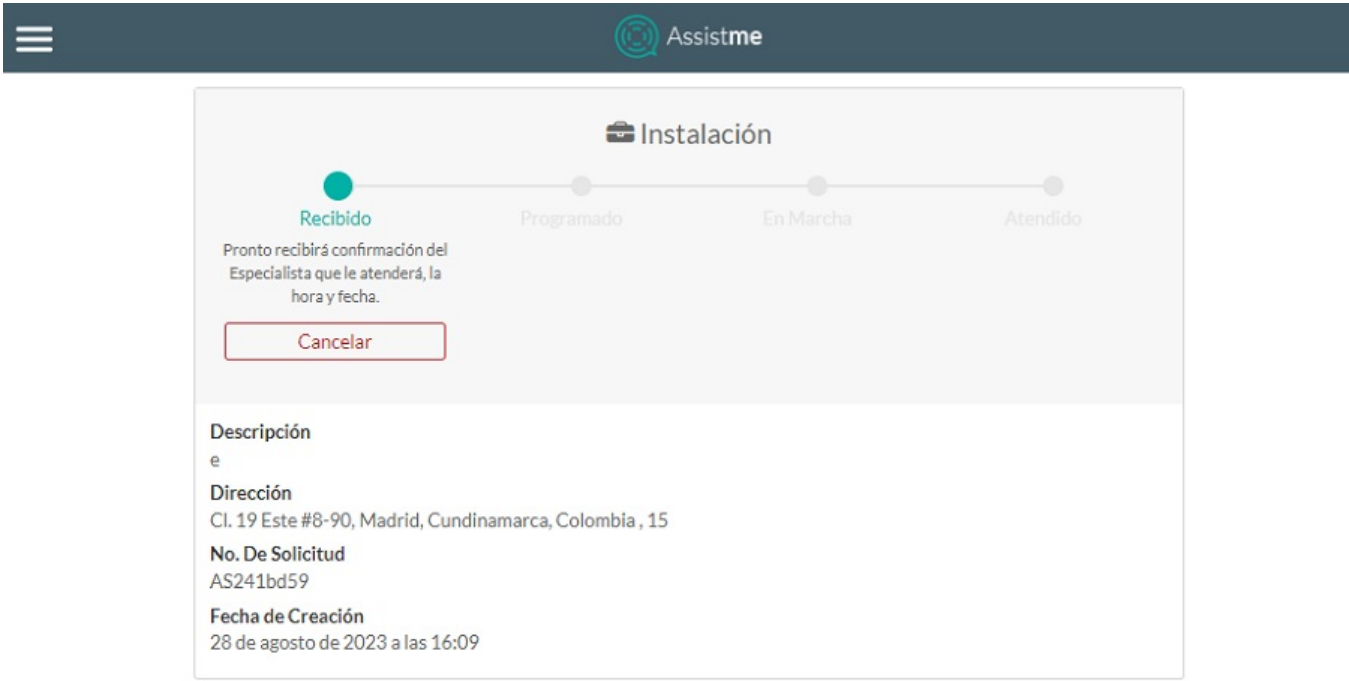 Assistme
Instalación
Recibido
Programado
En Marcha
Atendido
Pronto recibirá confirmación del
Especialista que le atenderá, la
hora y fecha.
Cancelar
Descripción
e
Dirección
Cl. 19 Este #8-90, Madrid, Cundinamarca, Colombia , 15
No. De Solicitud
AS241bd59
Fecha de Creación
28 de agosto de 2023 a las 16:09